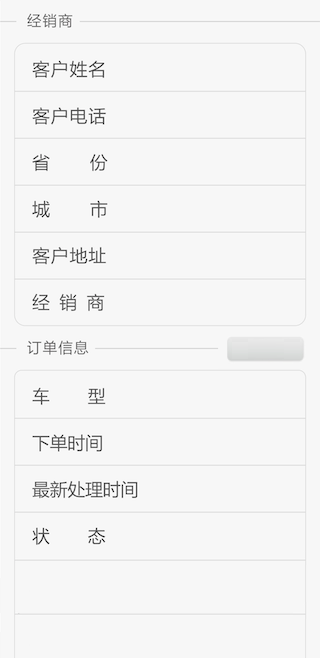 经销商
客户姓名
客户电话
省 份
城 市
客户地址
经 销 商
订单信息
车 型
下单时间
最新处理时间
状 态